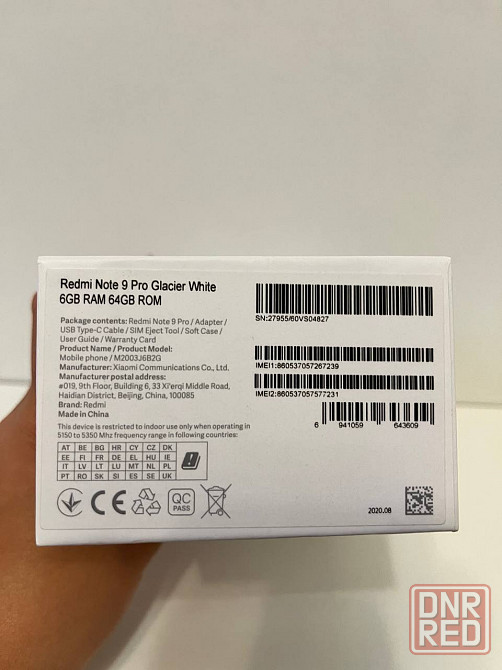 Redmi Note 9 Pro Glacier White
6GB RAM 64GB ROM
Package contents: Redmi Note 9 Pro / Adapter /
USB Type-C Cable / SIM Eject Tool / Soft Case /
User Guide / Warranty Card
Product Name / Product Model:
Mobile phone / M2003J6B2G
Manufacturer: Xiaomi Communications Co., Ltd.
Manufacturer postal address:
#019, 9th Floor, Building 6, 33 Xi'erqi Middle Road,
Haidian District, Beijing, China, 100085
Brand: Redmi
Made in China
This device is restricted to indoor use only when operating in
5150 to 5350 Mhz frequency range in following countries:
AT BE BG HR CY CZ DK
EE FI FR DE EL HU IE
IT LV LT LU MT NL PL
PT RO SK SI ES SE UK
CE
QC
PASS
SN:27955/60VS04827
IMEI1:860537057267239
IMEI2:860537057577231
6 941059 643609
2020.08
DNR
RED